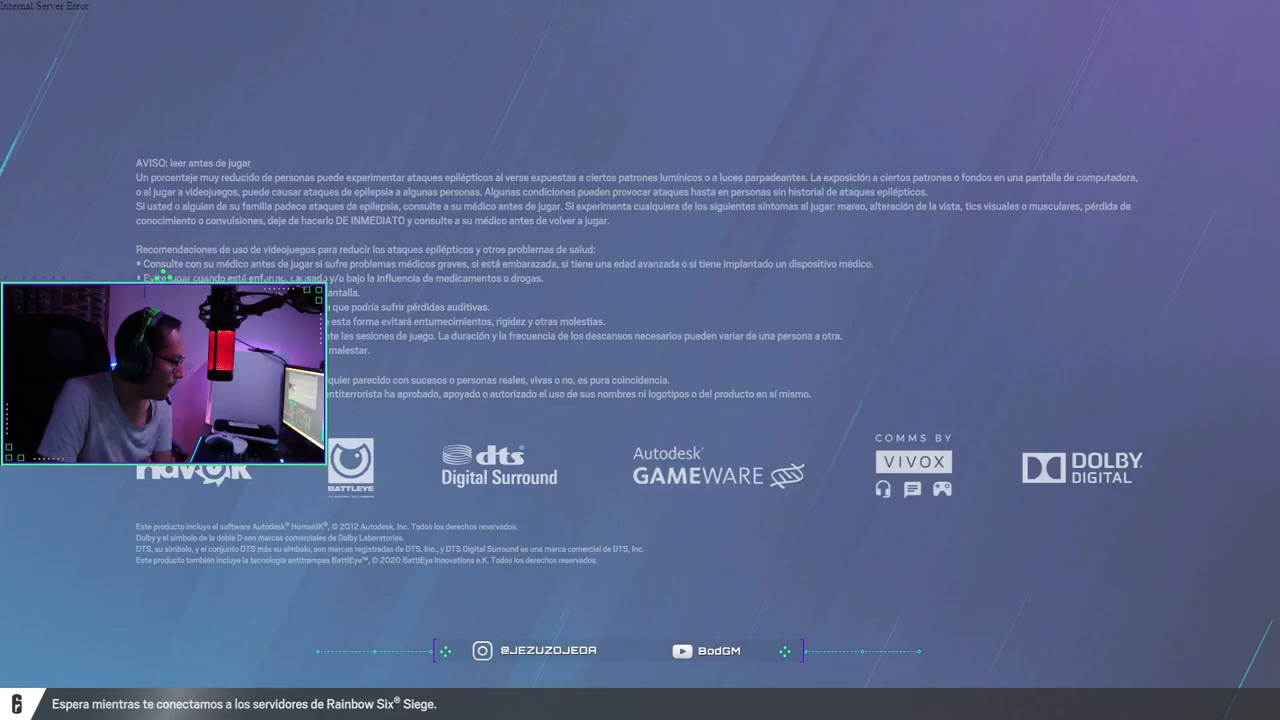 Internal Server Error
AVISO: leer antes de jugar
Un porcentaje muy reducido de personas puede experimentar ataques epilépticos al verse expuestas a ciertos patrones lumínicos o a luces parpadeantes. La exposición a ciertos patrones o fondos en una pantalla de computadora,
o al jugar a videojuegos, puede causar ataques de epilepsia a algunas personas. Algunas condiciones pueden provocar ataques hasta en personas sin historial de ataques epilépticos.
Si usted o alguien de su familia padece ataques de epilepsia, consulte a su médico antes de jugar. Si experimenta cualquiera de los siguientes síntomas al jugar: mareo, alteración de la vista, tics visuales o musculares, pérdida de
conocimiento o convulsiones, deje de hacerlo DE INMEDIATO y consulte a su médico antes de volver a jugar.
Recomendaciones de uso de videojuegos para reducir los ataques epilépticos y otros problemas de salud:
• Consulte con su médico antes de jugar si sufre problemas médicos graves, si está embarazada, si tiene una edad avanzada o si tiene implantado un dispositivo médico.
• Evite jugar cuando esté enfermo, cansado y/o bajo la influencia de medicamentos o drogas.
antalla.
que podría sufrir pérdidas auditivas.
esta forma evitará entumecimientos, rigidez y otras molestias.
te las sesiones de juego. La duración y la frecuencia de los descansos necesarios pueden variar de una persona a otra.
malestar.
quier parecido con sucesos o personas reales, vivas o no, es pura coincidencia.
antiterrorista ha aprobado, apoyado o autorizado el uso de sus nombres ni logotipos o del producto en sí mismo.
havok
BATTLEYE
dts
Digital Surround
Autodesk®
GAMEWARE
COMMS BY
VIVOX
DOLBY
DIGITAL
Este producto incluye el software Autodesk® HumanIK®, © 2012 Autodesk, Inc. Todos los derechos reservados.
Dolby y el símbolo de la doble D son marcas comerciales de Dolby Laboratories.
DTS, su símbolo, y el conjunto DTS más su símbolo, son marcas registradas de DTS, Inc., y DTS Digital Surround es una marca comercial de DTS, Inc.
Este producto también incluye la tecnología antitrampas BattlEye™, © 2020 BattlEye Innovations e.K. Todos los derechos reservados.
@JEZUZOJEDA
BodGM
6
Espera mientras te conectamos a los servidores de Rainbow Six® Siege.